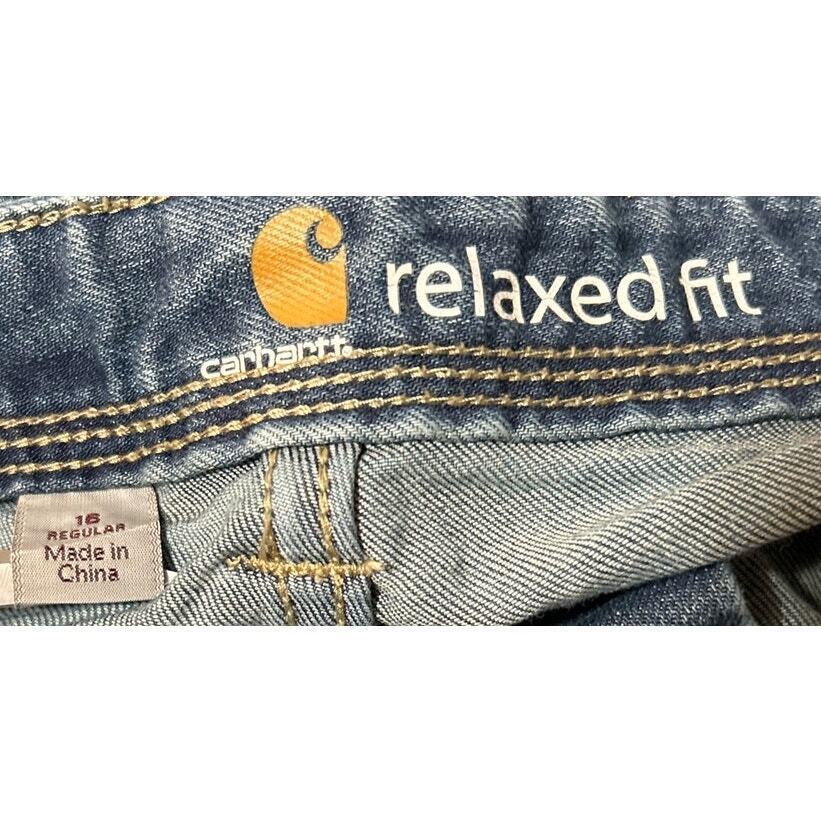 relaxed fit
carhartt®
16
REGULAR
Made in
China